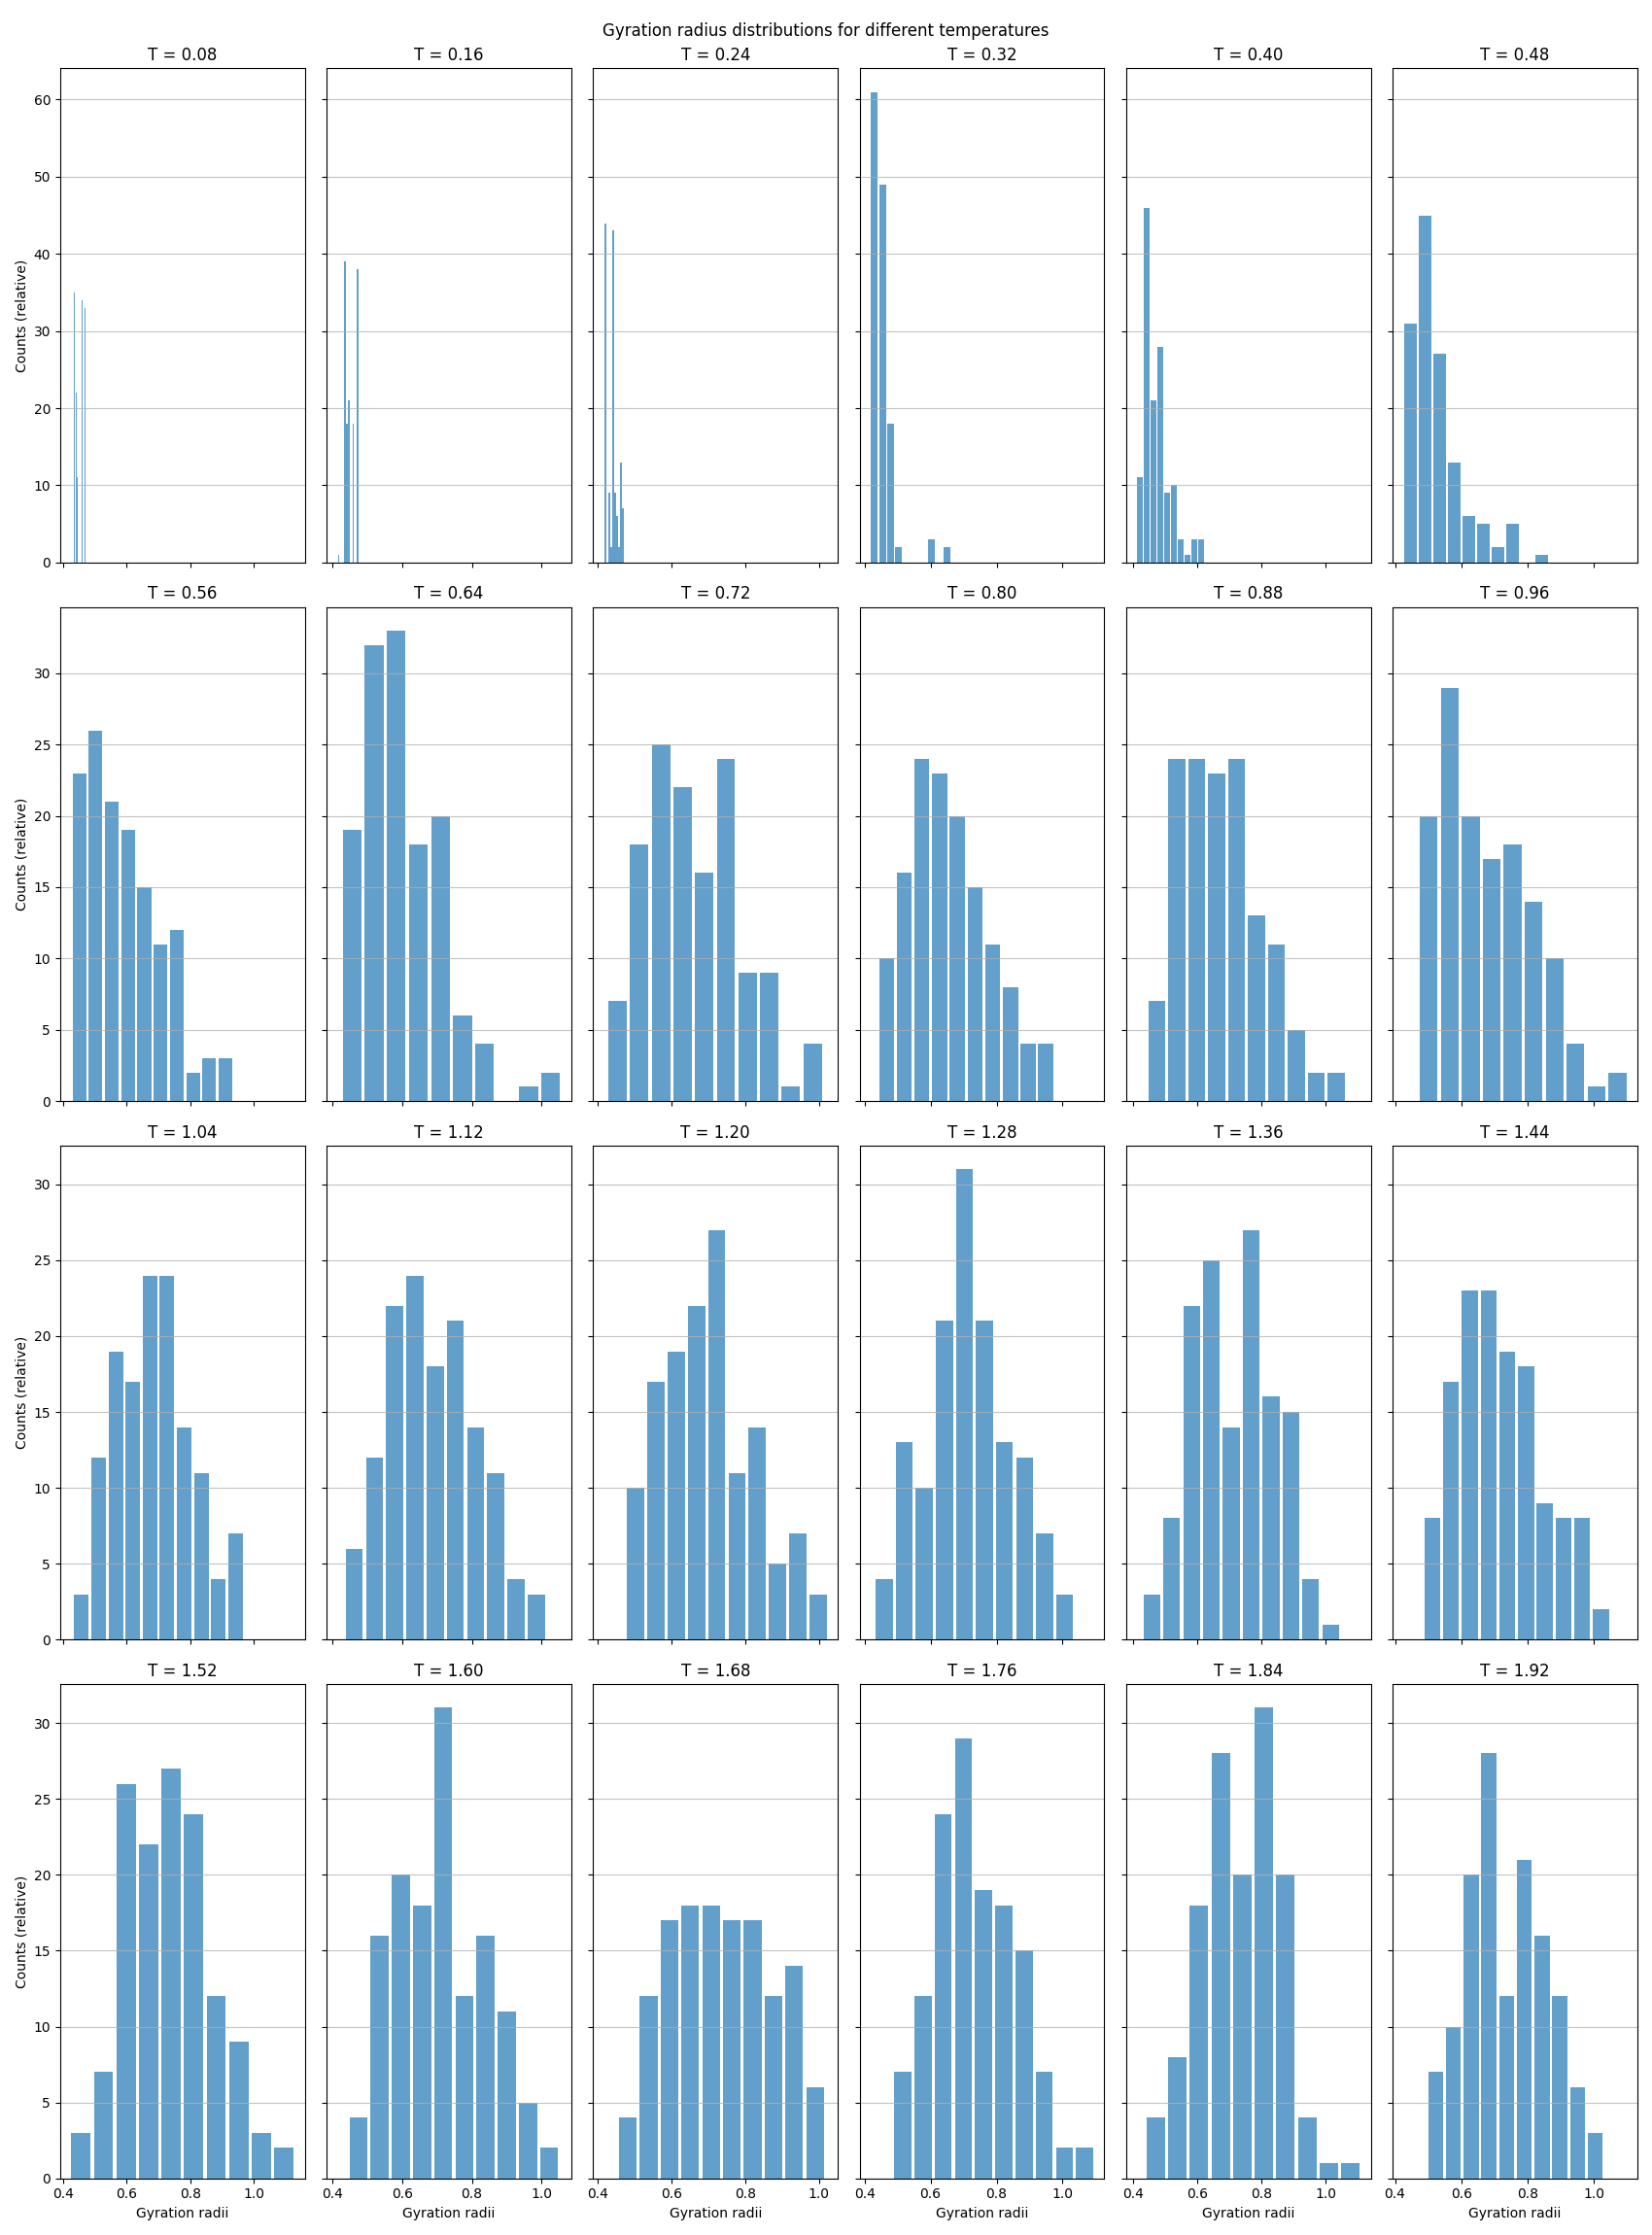 Gyration radius distributions for different temperatures
T = 0.08 T = 0.16 T = 0.24 T = 0.32 T = 0.40 T = 0.48
60
50
40
30
20
10
0
Counts (relative)
T = 0.56 T = 0.64 T = 0.72 T = 0.80 T = 0.88 T = 0.96
30
25
20
15
10
5
0
Counts (relative)
T = 1.04 T = 1.12 T = 1.20 T = 1.28 T = 1.36 T = 1.44
30
25
20
15
10
5
0
Counts (relative)
T = 1.52 T = 1.60 T = 1.68 T = 1.76 T = 1.84 T = 1.92
30
25
20
15
10
5
0
Counts (relative)
0.4 0.6 0.8 1.0 0.4 0.6 0.8 1.0 0.4 0.6 0.8 1.0 0.4 0.6 0.8 1.0 0.4 0.6 0.8 1.0 0.4 0.6 0.8 1.0
Gyration radii Gyration radii Gyration radii Gyration radii Gyration radii Gyration radii